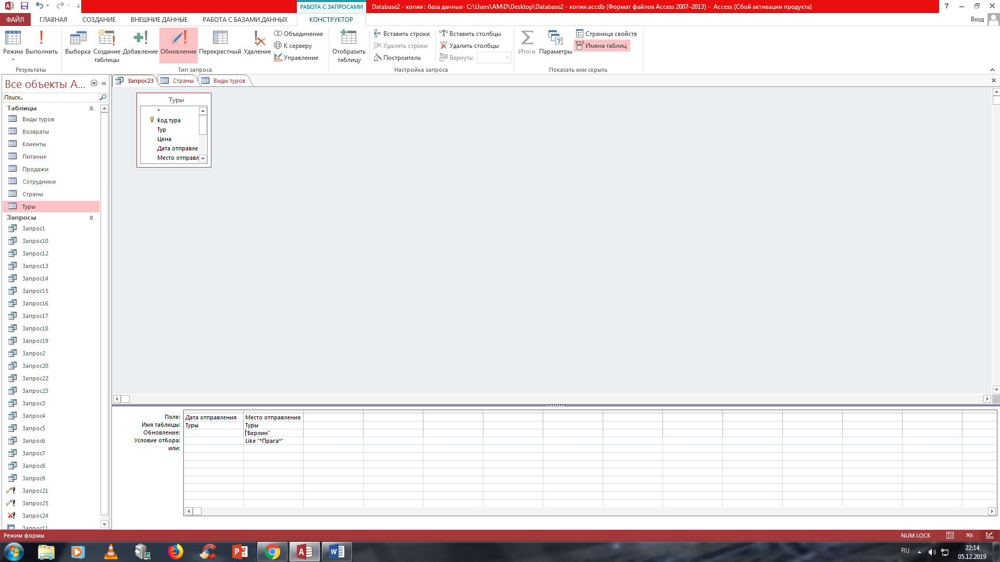 РАБОТА С ЗАПРОСАМИ
Database2 - копия : база данных- C:\Users\AMiD\Desktop\Database2 - копия.accdb (Формат файлов Access 2007–2013) - Access (Сбой активации продукта)
ФАЙЛ ГЛАВНАЯ СОЗДАНИЕ ВНЕШНИЕ ДАННЫЕ РАБОТА С БАЗАМИ ДАННЫХ КОНСТРУКТОР Вход
Режим
Выполнить
Результаты
Выборка
Создание
таблицы
Добавление
Обновление
Перекрестный
Удаление
Объединение
К серверу
Управление
Тип запроса
Отобразить
таблицу
Вставить строки
Удалить строки
Построитель
Вставить столбцы
Удалить столбцы
Вернуть:
Настройка запроса
Итоги
Параметры
Страница свойств
Имена таблиц
Показать или скрыть
Все объекты A...
Поиск...
Таблицы
Виды туров
Возвраты
Клиенты
Питание
Продажи
Сотрудники
Страны
Туры
Запросы
Запрос1
Запрос10
Запрос12
Запрос13
Запрос14
Запрос15
Запрос16
Запрос17
Запрос18
Запрос19
Запрос2
Запрос20
Запрос22
Запрос23
Запрос3
Запрос4
Запрос5
Запрос6
Запрос7
Запрос8
Запрос9
Запрос21
Запрос25
Запрос24
Запрос11
Запрос23 Страны Виды туров
Туры
*
Код тура
Тур
Цена
Дата отправле
Место отправл
Поле: Дата отправления Место отправления
Имя таблицы: Туры Туры
Обновление: "Берлин"
Условие отбора: Like "*Прага*"
или:
Режим формы
NUM LOCK
SQL
RU
22:14
05.12.2019